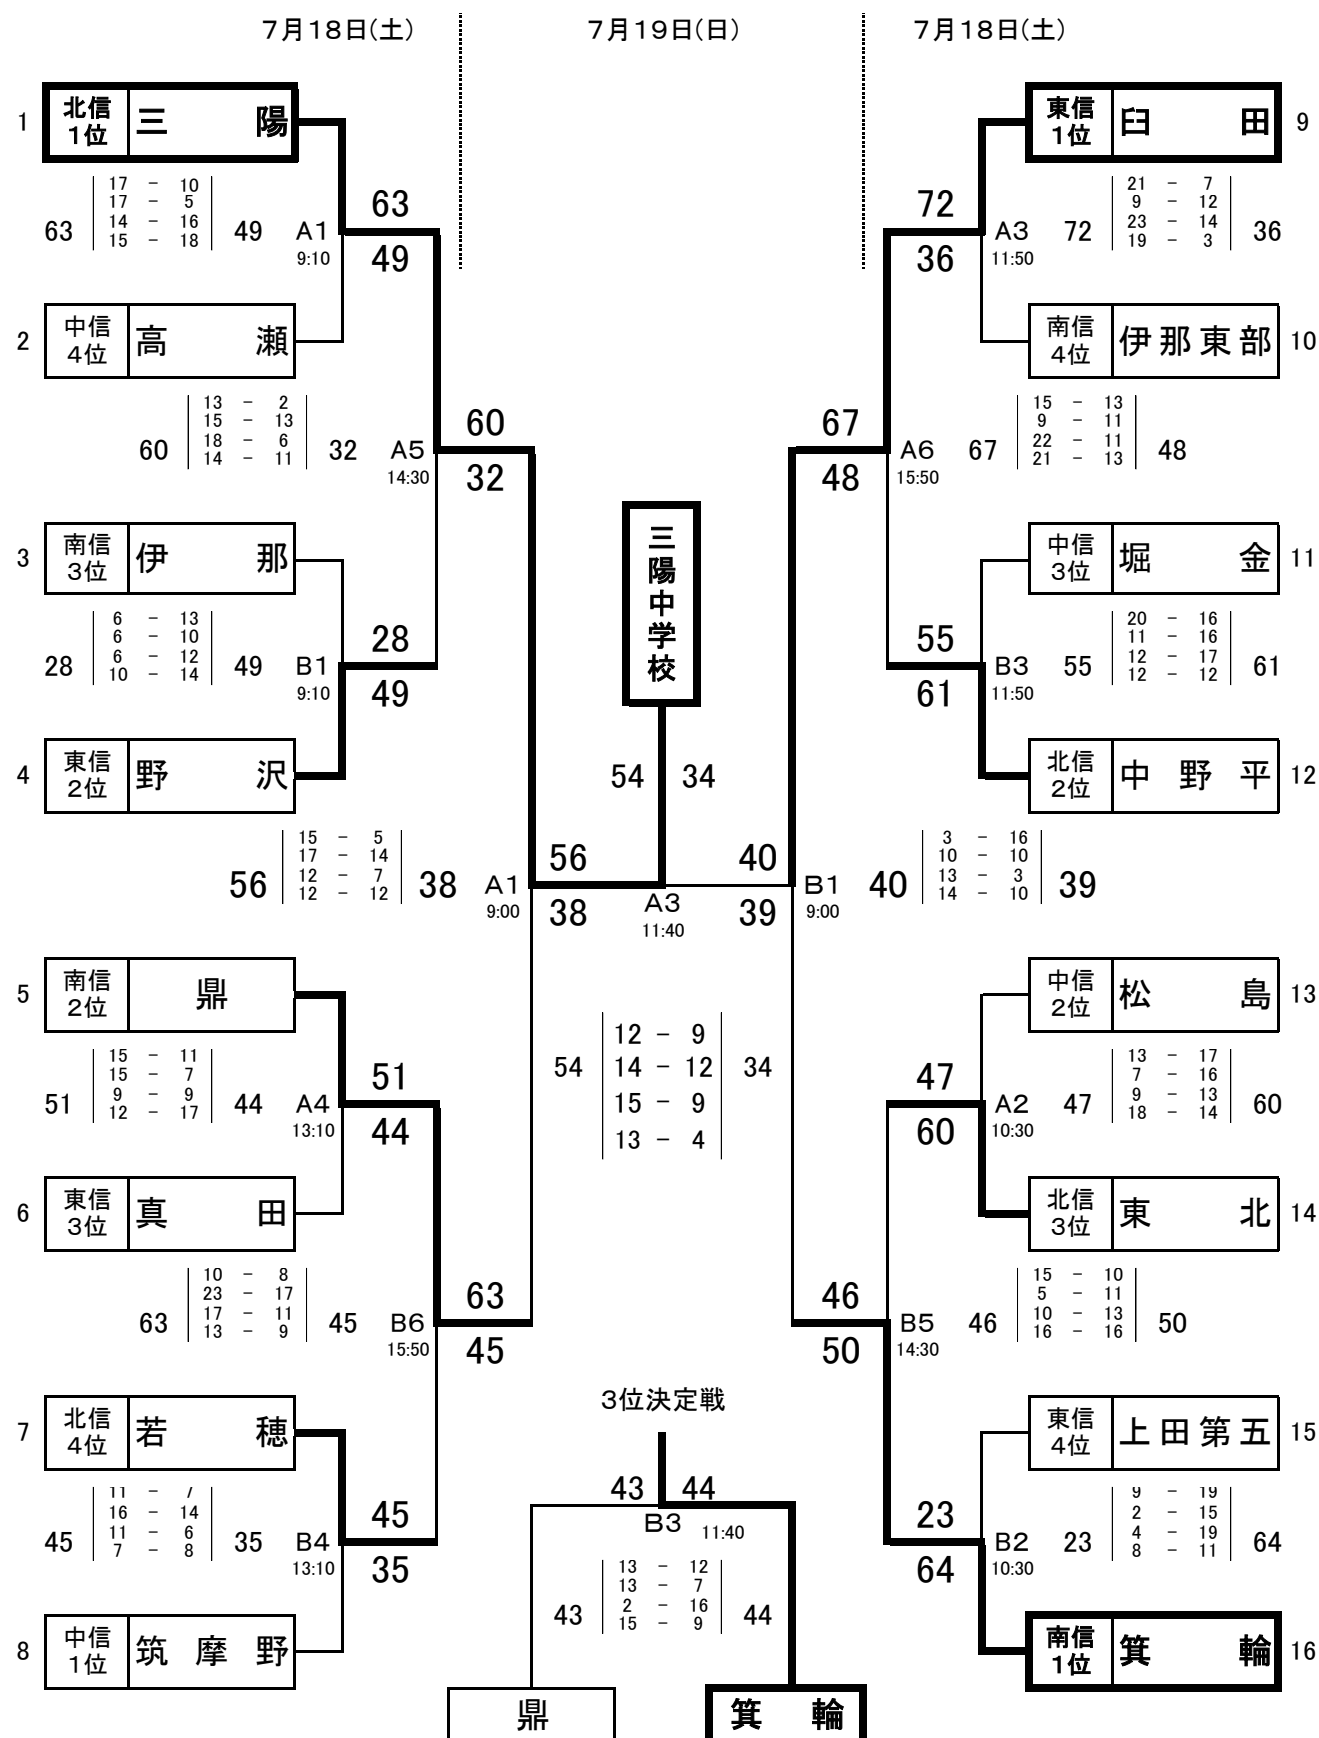 7月18日(土)
7月19日(日)
7月18日(土)
1 北信1位 三陽
17 - 10
17 - 5
14 - 16
15 - 18
63 49
A1
9:10
63
49
2 中信4位 高瀬
13 - 2
15 - 13
18 - 6
14 - 11
60 32
A5
14:30
60
32
3 南信3位 伊那
6 - 13
6 - 10
6 - 12
10 - 14
28 49
B1
9:10
28
49
4 東信2位 野沢
15 - 5
17 - 14
12 - 7
12 - 12
56 38
A1
9:00
56
38
5 南信2位 鼎
15 - 11
15 - 7
9 - 9
12 - 17
51 44
A4
13:10
51
44
6 東信3位 真田
10 - 8
23 - 17
17 - 11
13 - 9
63 45
B6
15:50
63
45
7 北信4位 若穂
11 - 7
16 - 14
11 - 6
7 - 8
45 35
B4
13:10
45
35
8 中信1位 筑摩野
三陽中学校
54 34
A3
11:40
12 - 9
14 - 12
15 - 9
13 - 4
54 34
3位決定戦
43 44
B3 11:40
13 - 12
13 - 7
2 - 16
15 - 9
43 44
鼎
箕輪
東信1位 臼田 9
21 - 7
9 - 12
23 - 14
19 - 3
72 36
A3
11:50
72
36
南信4位 伊那東部 10
15 - 13
9 - 11
22 - 11
21 - 13
67 48
A6
15:50
67
48
中信3位 堀金 11
20 - 16
11 - 16
12 - 17
12 - 12
55 61
B3
11:50
55
61
北信2位 中野平 12
3 - 16
10 - 10
13 - 3
14 - 10
40 39
B1
9:00
40
39
中信2位 松島 13
13 - 17
7 - 16
9 - 13
18 - 14
47 60
A2
10:30
47
60
北信3位 東北 14
15 - 10
5 - 11
10 - 13
16 - 16
46 50
B5
14:30
46
50
東信4位 上田第五 15
9 - 19
2 - 15
4 - 19
8 - 11
23 64
B2
10:30
23
64
南信1位 箕輪 16